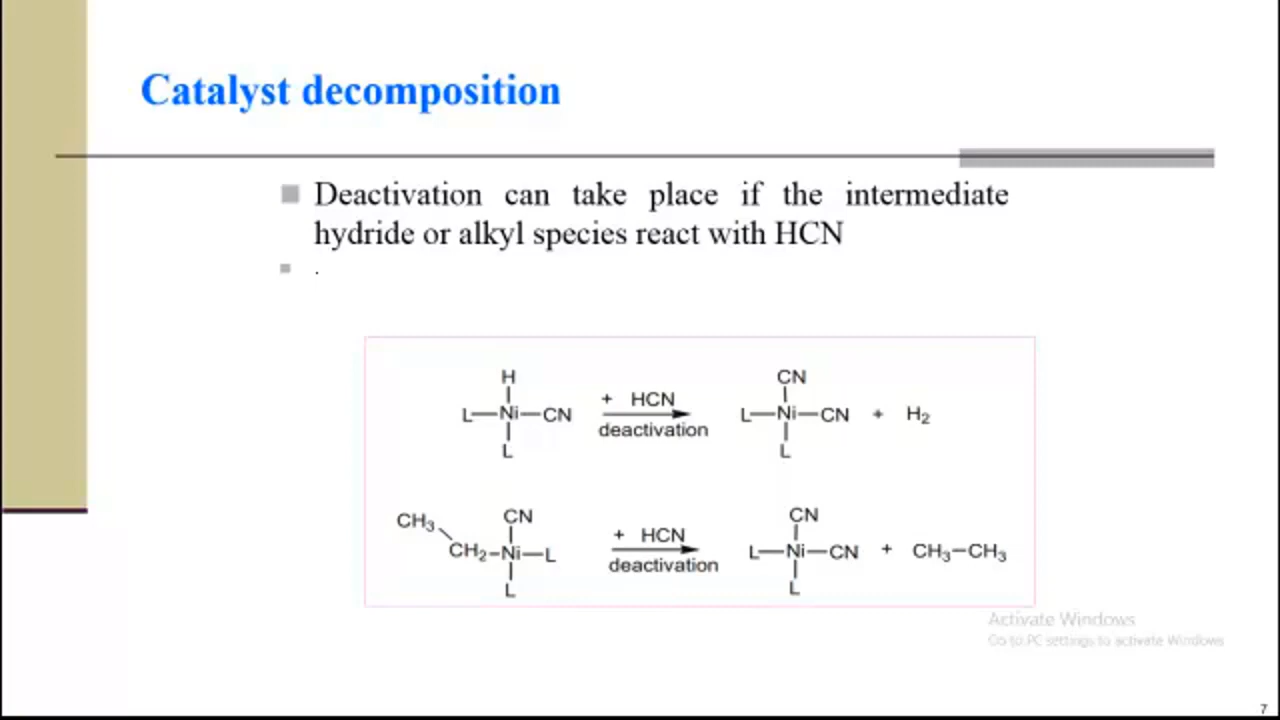 Catalyst decomposition
Deactivation can take place if the intermediate
hydride or alkyl species react with HCN
.
H
+ HCN
L—Ni—CN
deactivation
L
CN
L—Ni—CN + H2
L
CH3
CN
CH2–Ni—L
L
+ HCN
deactivation
CN
L—Ni—CN + CH3–CH3
L
Activate Windows
Go to PC settings to activate Windows
7